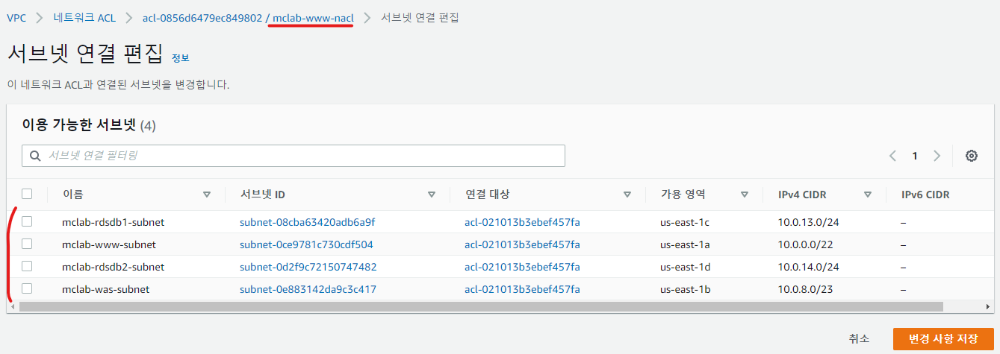 VPC > 네트워크 ACL > acl-0856d6479ec849802 / mclab-www-nacl > 서브넷 연결 편집
서브넷 연결 편집 정보
이 네트워크 ACL과 연결된 서브넷을 변경합니다.
이용 가능한 서브넷 (4)
서브넷 연결 필터링
1
이름 서브넷 ID 연결 대상 가용 영역 IPv4 CIDR IPv6 CIDR
mclab-rdsdb1-subnet subnet-08cba63420adb6a9f acl-021013b3ebef457fa us-east-1c 10.0.13.0/24 –
mclab-www-subnet subnet-0ce9781c730cdf504 acl-021013b3ebef457fa us-east-1a 10.0.0.0/22 –
mclab-rdsdb2-subnet subnet-0d2f9c72150747482 acl-021013b3ebef457fa us-east-1d 10.0.14.0/24 –
mclab-was-subnet subnet-0e883142da9c3c417 acl-021013b3ebef457fa us-east-1b 10.0.8.0/23 –
취소 변경 사항 저장